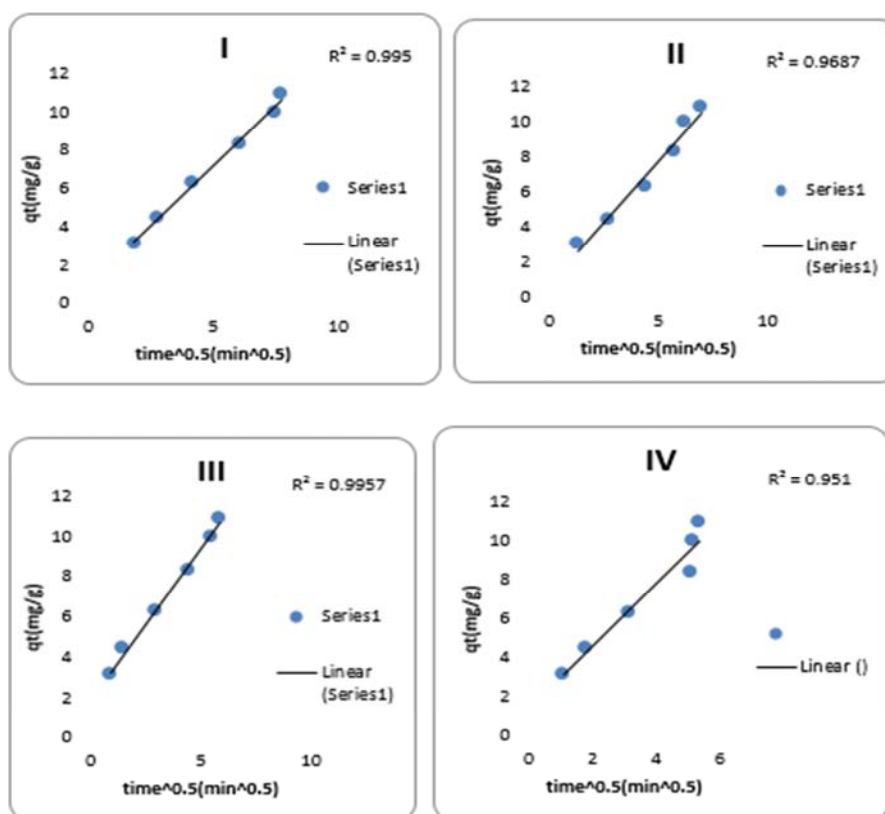 I
R² = 0.995
12
10
8
6
4
2
0
qt(mg/g)
0 5 10
time^0.5(min^0.5)
Series1
Linear
(Series1)
II
R² = 0.9687
12
10
8
6
4
2
0
qt(mg/g)
0 5 10
time^0.5(min^0.5)
Series1
Linear
(Series1)
III
R² = 0.9957
12
10
8
6
4
2
0
qt(mg/g)
0 5 10
time^0.5(min^0.5)
Series1
Linear
(Series1)
IV
R² = 0.951
12
10
8
6
4
2
0
qt(mg/g)
0 2 4 6
time^0.5(min^0.5)
Linear ()